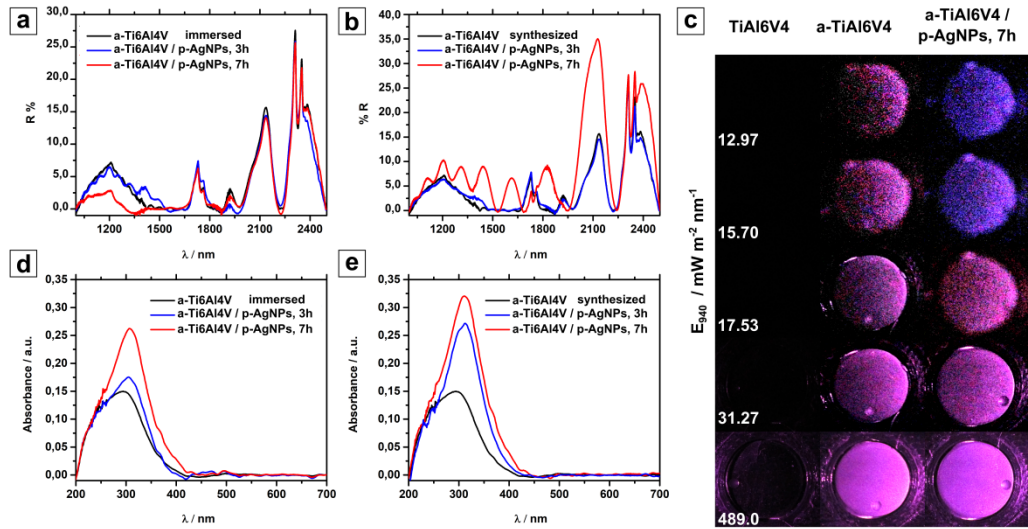 a
a-Ti6Al4V immersed
a-Ti6Al4V / p-AgNPs, 3h
a-Ti6Al4V / p-AgNPs, 7h
R %
30,0
25,0
20,0
15,0
10,0
5,0
0,0
1200 1500 1800 2100 2400
λ / nm
b
a-Ti6Al4V synthesized
a-Ti6Al4V / p-AgNPs, 3h
a-Ti6Al4V / p-AgNPs, 7h
% R
40,0
35,0
30,0
25,0
20,0
15,0
10,0
5,0
0,0
1200 1500 1800 2100 2400
λ / nm
c
TiAl6V4 a-TiAl6V4 a-TiAl6V4 /
p-AgNPs, 7h
E940 / mW m-2 nm-1
12.97
15.70
17.53
31.27
489.0
d
a-Ti6Al4V immersed
a-Ti6Al4V / p-AgNPs, 3h
a-Ti6Al4V / p-AgNPs, 7h
Absorbance / a.u.
0,35
0,30
0,25
0,20
0,15
0,10
0,05
0,00
200 300 400 500 600 700
λ / nm
e
a-Ti6Al4V synthesized
a-Ti6Al4V / p-AgNPs, 3h
a-Ti6Al4V / p-AgNPs, 7h
Absorbance / a.u.
0,35
0,30
0,25
0,20
0,15
0,10
0,05
0,00
200 300 400 500 600 700
λ / nm